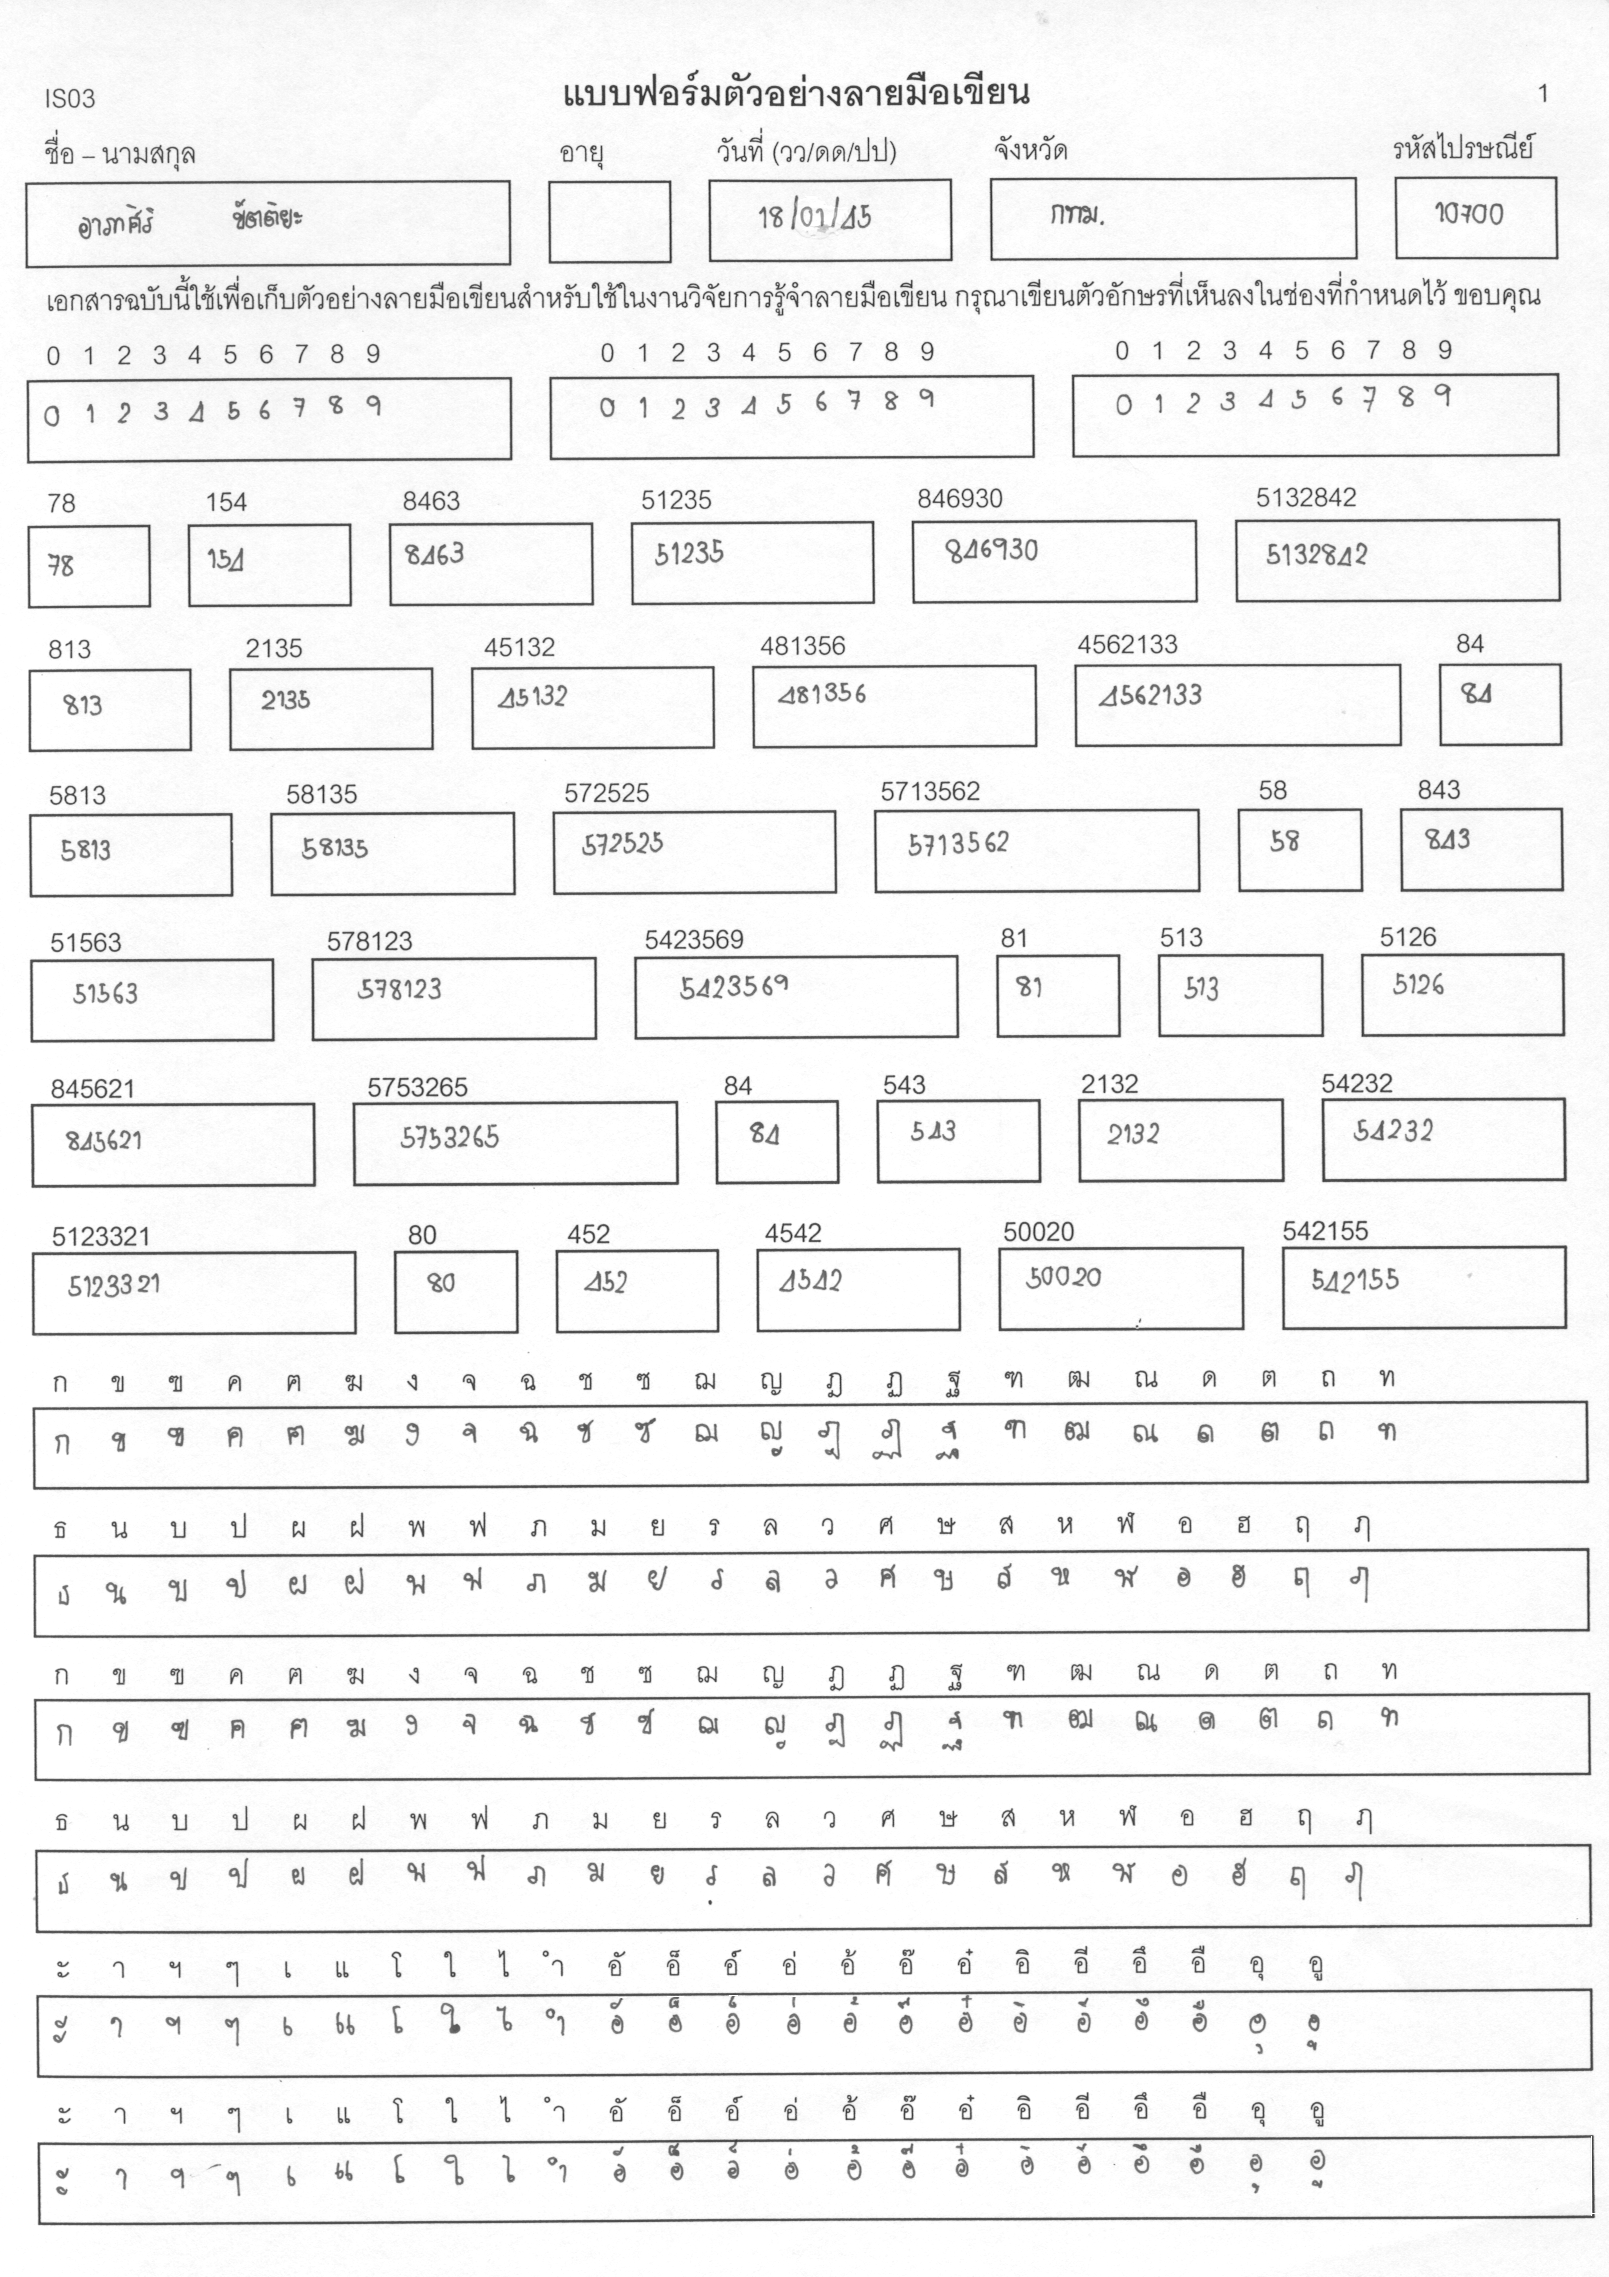 IS03 แบบฟอร์มตัวอย่างลายมือเขียน 1
ชื่อ – นามสกุล อายุ วันที่ (วว/ดด/ปป) จังหวัด รหัสไปรษณีย์
อาภาศิริ ขัตติยะ 18/01/45 กทม. 10700
เอกสารฉบับนี้ใช้เพื่อเก็บตัวอย่างลายมือเขียนสำหรับใช้ในงานวิจัยการรู้จำลายมือเขียน กรุณาเขียนตัวอักษรที่เห็นลงในช่องที่กำหนดไว้ ขอบคุณ
0 1 2 3 4 5 6 7 8 9 0 1 2 3 4 5 6 7 8 9 0 1 2 3 4 5 6 7 8 9
0 1 2 3 4 5 6 7 8 9 0 1 2 3 4 5 6 7 8 9 0 1 2 3 4 5 6 7 8 9
78 154 8463 51235 846930 5132842
78 154 8463 51235 846930 5132842
813 2135 45132 481356 4562133 84
813 2135 45132 481356 4562133 84
5813 58135 572525 5713562 58 843
5813 58135 572525 5713562 58 843
51563 578123 5423569 81 513 5126
51563 578123 5423569 81 513 5126
845621 5753265 84 543 2132 54232
845621 5753265 84 543 2132 54232
5123321 80 452 4542 50020 542155
5123321 80 452 4542 50020 542155
ก ข ฃ ค ฅ ฆ ง จ ฉ ช ซ ฌ ญ ฎ ฏ ฐ ฑ ฒ ณ ด ต ถ ท
ก ข ฃ ค ฅ ฆ ง จ ฉ ช ซ ฌ ญ ฎ ฏ ฐ ฑ ฒ ณ ด ต ถ ท
ธ น บ ป ผ ฝ พ ฟ ภ ม ย ร ล ว ศ ษ ส ห ฬ อ ฮ ฤ ฦ
ธ น บ ป ผ ฝ พ ฟ ภ ม ย ร ล ว ศ ษ ส ห ฬ อ ฮ ฤ ฦ
ก ข ฃ ค ฅ ฆ ง จ ฉ ช ซ ฌ ญ ฎ ฏ ฐ ฑ ฒ ณ ด ต ถ ท
ก ข ฃ ค ฅ ฆ ง จ ฉ ช ซ ฌ ญ ฎ ฏ ฐ ฑ ฒ ณ ด ต ถ ท
ธ น บ ป ผ ฝ พ ฟ ภ ม ย ร ล ว ศ ษ ส ห ฬ อ ฮ ฤ ฦ
ธ น บ ป ผ ฝ พ ฟ ภ ม ย ร ล ว ศ ษ ส ห ฬ อ ฮ ฤ ฦ
ะ า ฯ ๆ เ แ โ ใ ไ ำ อั อ็ อ์ อ่ อ้ อ๊ อ๋ อิ อี อึ อื อุ อู
ะ า ฯ ๆ เ แ โ ใ ไ ำ อั อ็ อ์ อ่ อ้ อ๊ อ๋ อิ อี อึ อื อุ อู
ะ า ฯ ๆ เ แ โ ใ ไ ำ อั อ็ อ์ อ่ อ้ อ๊ อ๋ อิ อี อึ อื อุ อู
ะ า ฯ ๆ เ แ โ ใ ไ ำ อั อ็ อ์ อ่ อ้ อ๊ อ๋ อิ อี อึ อื อุ อู